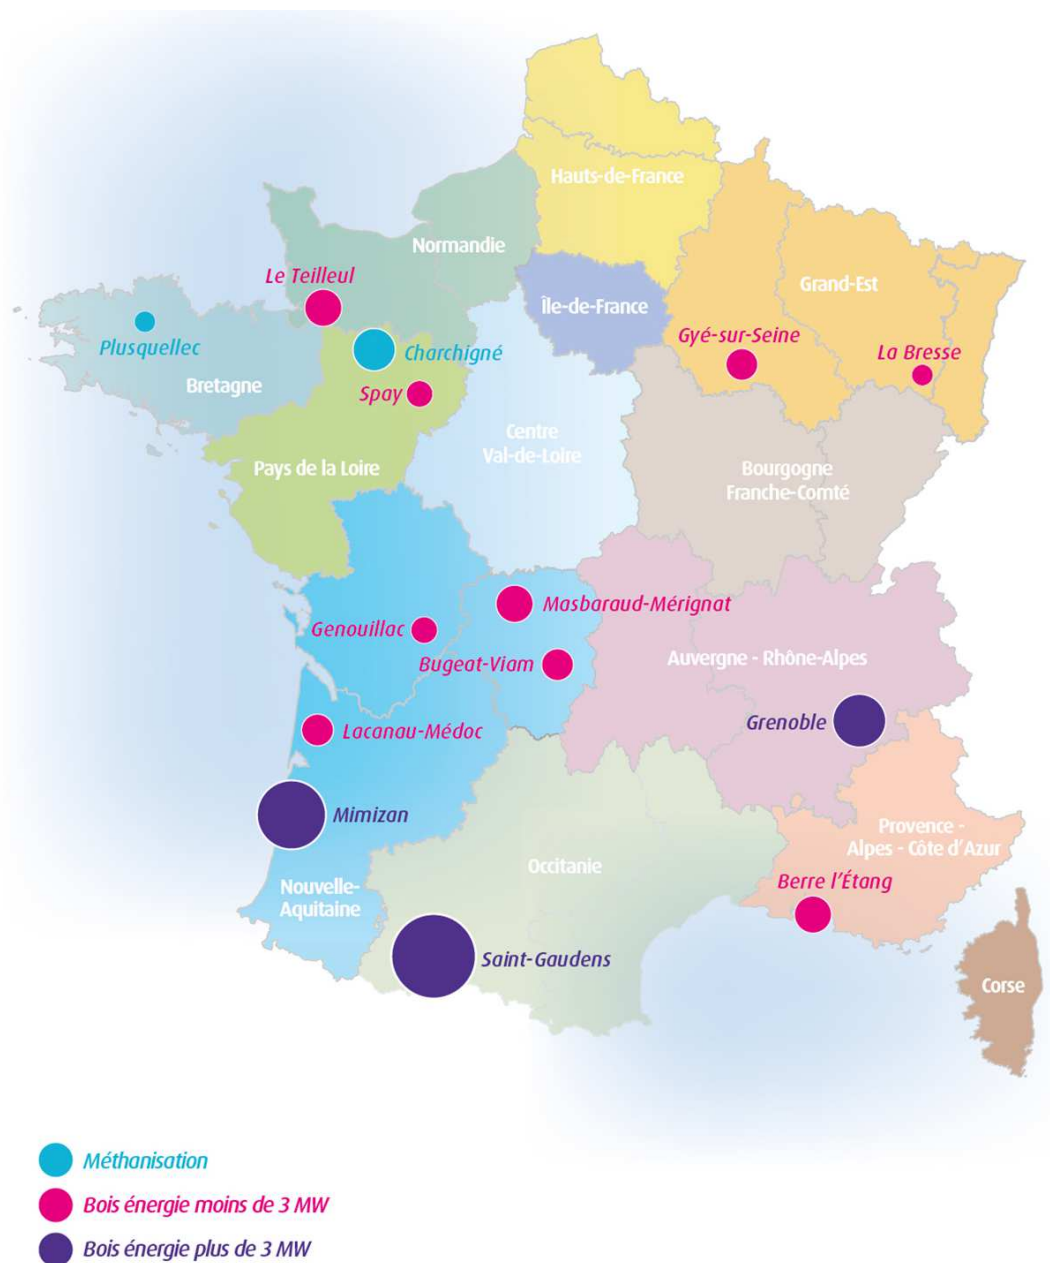 Hauts-de-France
Normandie
Le Teilleul
Grand-Est
Île-de-France
Plusquellec
Charchigné
Gyé-sur-Seine
La Bresse
Bretagne
Spay
Centre
Val-de-Loire
Pays de la Loire
Bourgogne
Franche-Comté
Masbaraud-Mérignat
Genouillac
Bugeat-Viam
Auvergne - Rhône-Alpes
Grenoble
Lacanau-Médoc
Mimizan
Provence -
Alpes - Côte d'Azur
Occitanie
Berre l'Étang
Nouvelle-
Aquitaine
Saint-Gaudens
Corse
Méthanisation
Bois énergie moins de 3 MW
Bois énergie plus de 3 MW